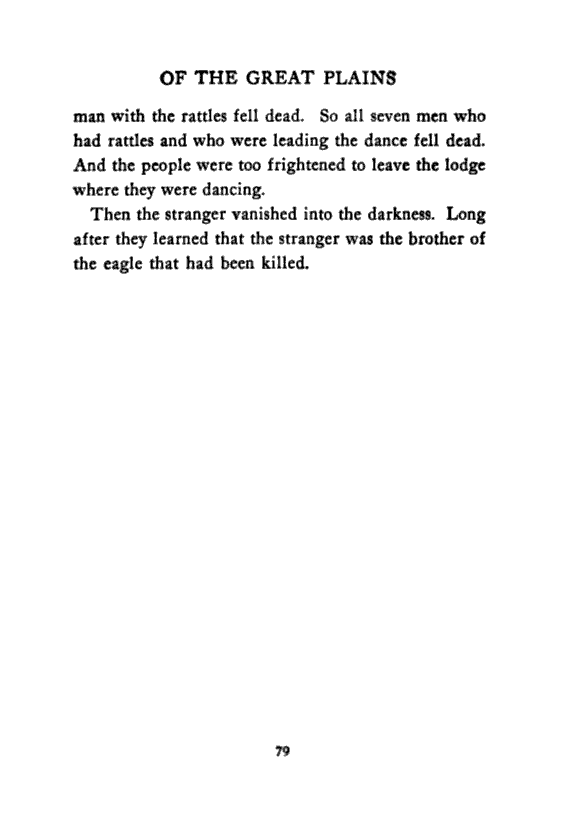 OF THE GREAT PLAINS
man with the rattles fell dead. So all seven men who
had rattles and who were leading the dance fell dead.
And the people were too frightened to leave the lodge
where they were dancing.
Then the stranger vanished into the darkness. Long
after they learned that the stranger was the brother of
the eagle that had been killed.
79